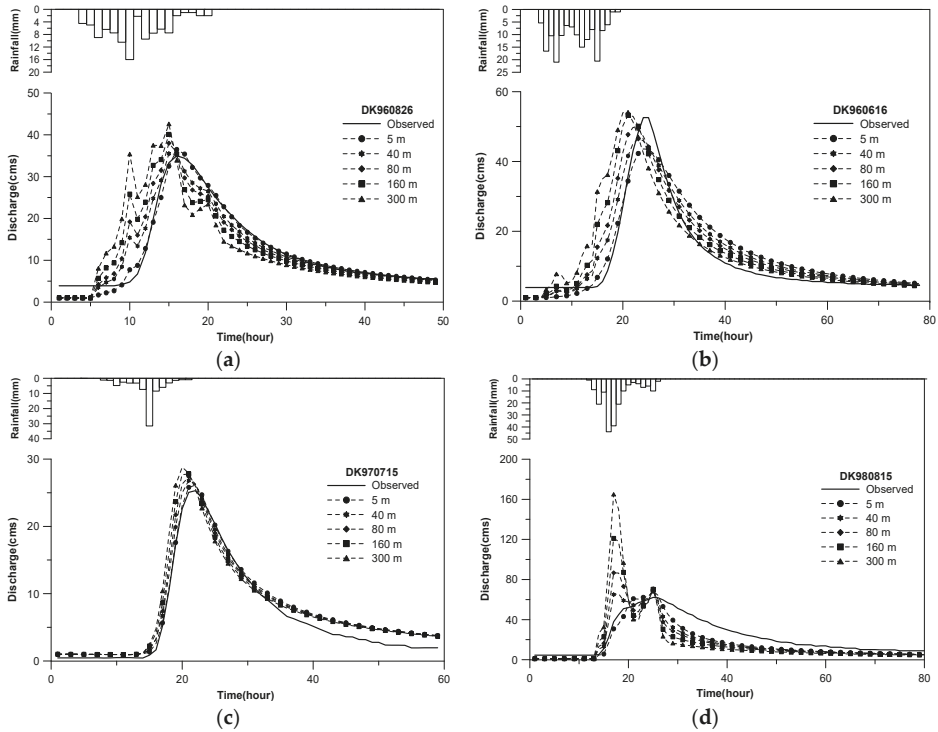 Rainfall(mm)
0
2
4
6
8
10
12
14
16
18
20
Discharge(cms)
50
40
30
20
10
0
DK960826
Observed
5 m
40 m
80 m
160 m
300 m
0 10 20 30 40 50
Time(hour)
(a)
Rainfall(mm)
0
5
10
15
20
25
Discharge(cms)
60
40
20
0
DK960616
Observed
5 m
40 m
80 m
160 m
300 m
0 20 40 60 80
Time(hour)
(b)
Rainfall(mm)
0
10
20
30
40
Discharge(cms)
30
20
10
0
DK970715
Observed
5 m
40 m
80 m
160 m
300 m
0 20 40 60
Time(hour)
(c)
Rainfall(mm)
0
10
20
30
40
50
Discharge(cms)
200
160
120
80
40
0
DK980815
Observed
5 m
40 m
80 m
160 m
300 m
0 20 40 60 80
Time(hour)
(d)